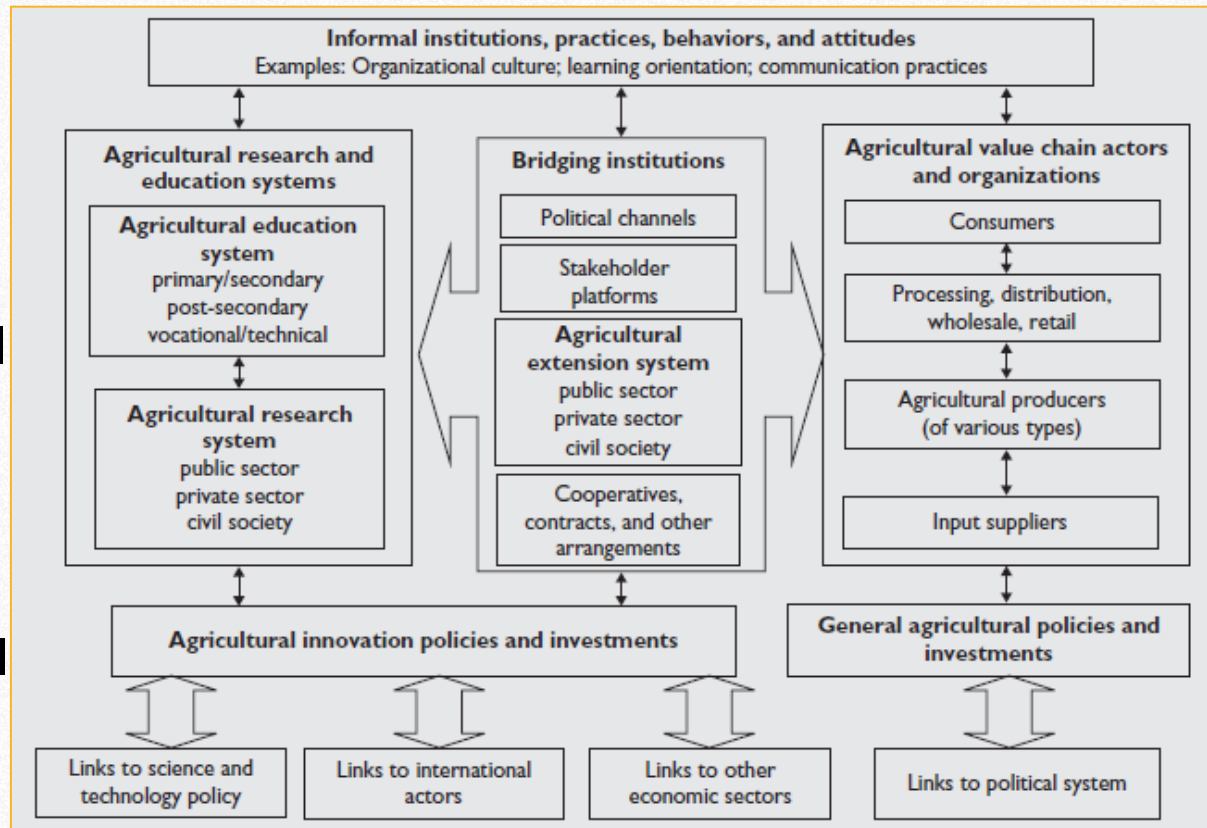 Informal institutions, practices, behaviors, and attitudes
Examples: Organizational culture; learning orientation; communication practices
Agricultural research and
education systems
Agricultural education
system
primary/secondary
post-secondary
vocational/technical
Agricultural research
system
public sector
private sector
civil society
Bridging institutions
Political channels
Stakeholder
platforms
Agricultural
extension system
public sector
private sector
civil society
Cooperatives,
contracts, and other
arrangements
Agricultural value chain actors
and organizations
Consumers
Processing, distribution,
wholesale, retail
Agricultural producers
(of various types)
Input suppliers
Agricultural innovation policies and investments
General agricultural policies and
investments
Links to science and
technology policy
Links to international
actors
Links to other
economic sectors
Links to political system